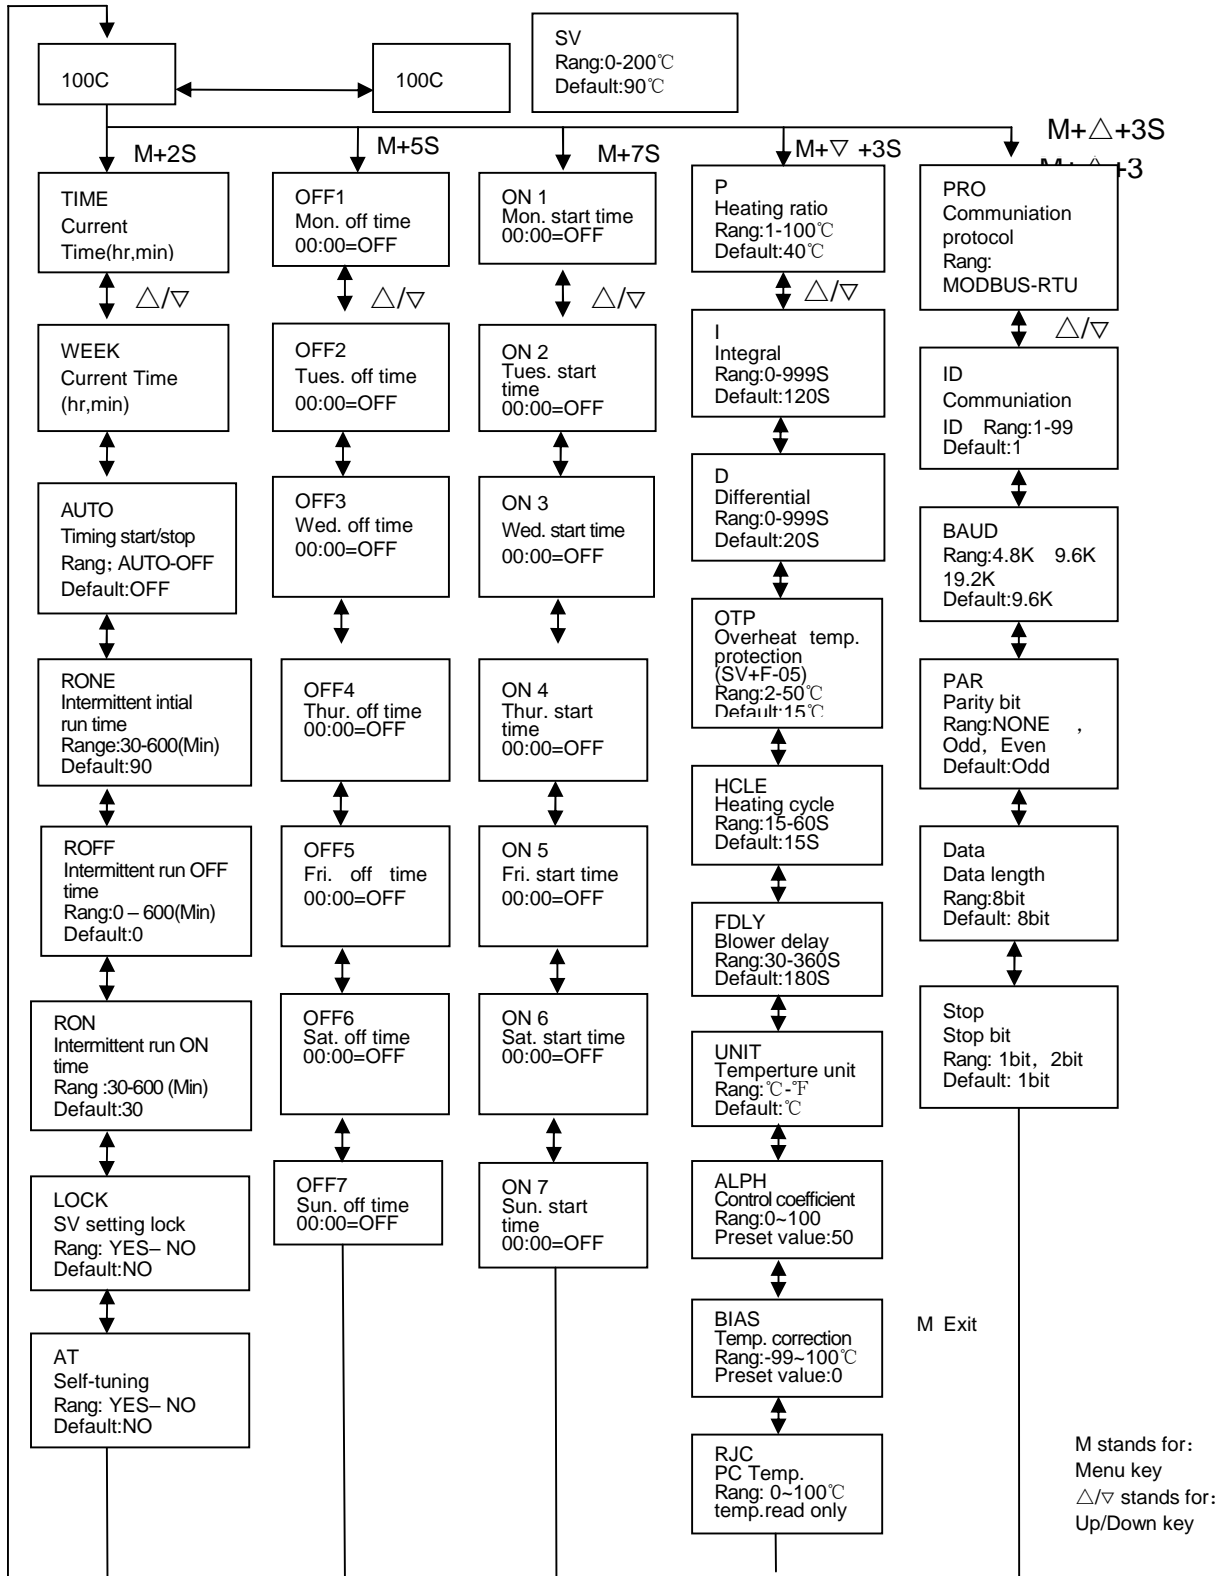 100C
100C
SV
Rang:0-200℃
Default:90℃
M+2S
M+5S
M+7S
M+▽ +3S
M+△+3S
M+△+3
TIME
Current
Time(hr,min)
△/▽
WEEK
Current Time
(hr,min)
AUTO
Timing start/stop
Rang; AUTO-OFF
Default:OFF
RONE
Intermittent intial
run time
Range:30-600(Min)
Default:90
ROFF
Intermittent run OFF
time
Rang:0 – 600(Min)
Default:0
RON
Intermittent run ON
time
Rang :30-600 (Min)
Default:30
LOCK
SV setting lock
Rang: YES– NO
Default:NO
AT
Self-tuning
Rang: YES– NO
Default:NO
OFF1
Mon. off time
00:00=OFF
△/▽
OFF2
Tues. off time
00:00=OFF
OFF3
Wed. off time
00:00=OFF
OFF4
Thur. off time
00:00=OFF
OFF5
Fri. off time
00:00=OFF
OFF6
Sat. off time
00:00=OFF
OFF7
Sun. off time
00:00=OFF
ON 1
Mon. start time
00:00=OFF
△/▽
ON 2
Tues. start
time
00:00=OFF
ON 3
Wed. start time
00:00=OFF
ON 4
Thur. start
time
00:00=OFF
ON 5
Fri. start time
00:00=OFF
ON 6
Sat. start time
00:00=OFF
ON 7
Sun. start
time
00:00=OFF
P
Heating ratio
Rang:1-100℃
Default:40℃
△/▽
I
Integral
Rang:0-999S
Default:120S
D
Differential
Rang:0-999S
Default:20S
OTP
Overheat temp.
protection
(SV+F-05)
Rang:2-50℃
Default:15℃
HCLE
Heating cycle
Rang:15-60S
Default:15S
FDLY
Blower delay
Rang:30-360S
Default:180S
UNIT
Temperture unit
Rang:℃-℉
Default:℃
ALPH
Control coefficient
Rang:0~100
Preset value:50
BIAS
Temp. correction
Rang:-99~100℃
Preset value:0
RJC
PC Temp.
Rang: 0~100℃
temp.read only
PRO
Communiation
protocol
Rang:
MODBUS-RTU
△/▽
ID
Communiation
ID Rang:1-99
Default:1
BAUD
Rang:4.8K 9.6K
19.2K
Default:9.6K
PAR
Parity bit
Rang:NONE ,
Odd, Even
Default:Odd
Data
Data length
Rang:8bit
Default: 8bit
Stop
Stop bit
Rang: 1bit, 2bit
Default: 1bit
M Exit
M stands for:
Menu key
△/▽ stands for:
Up/Down key